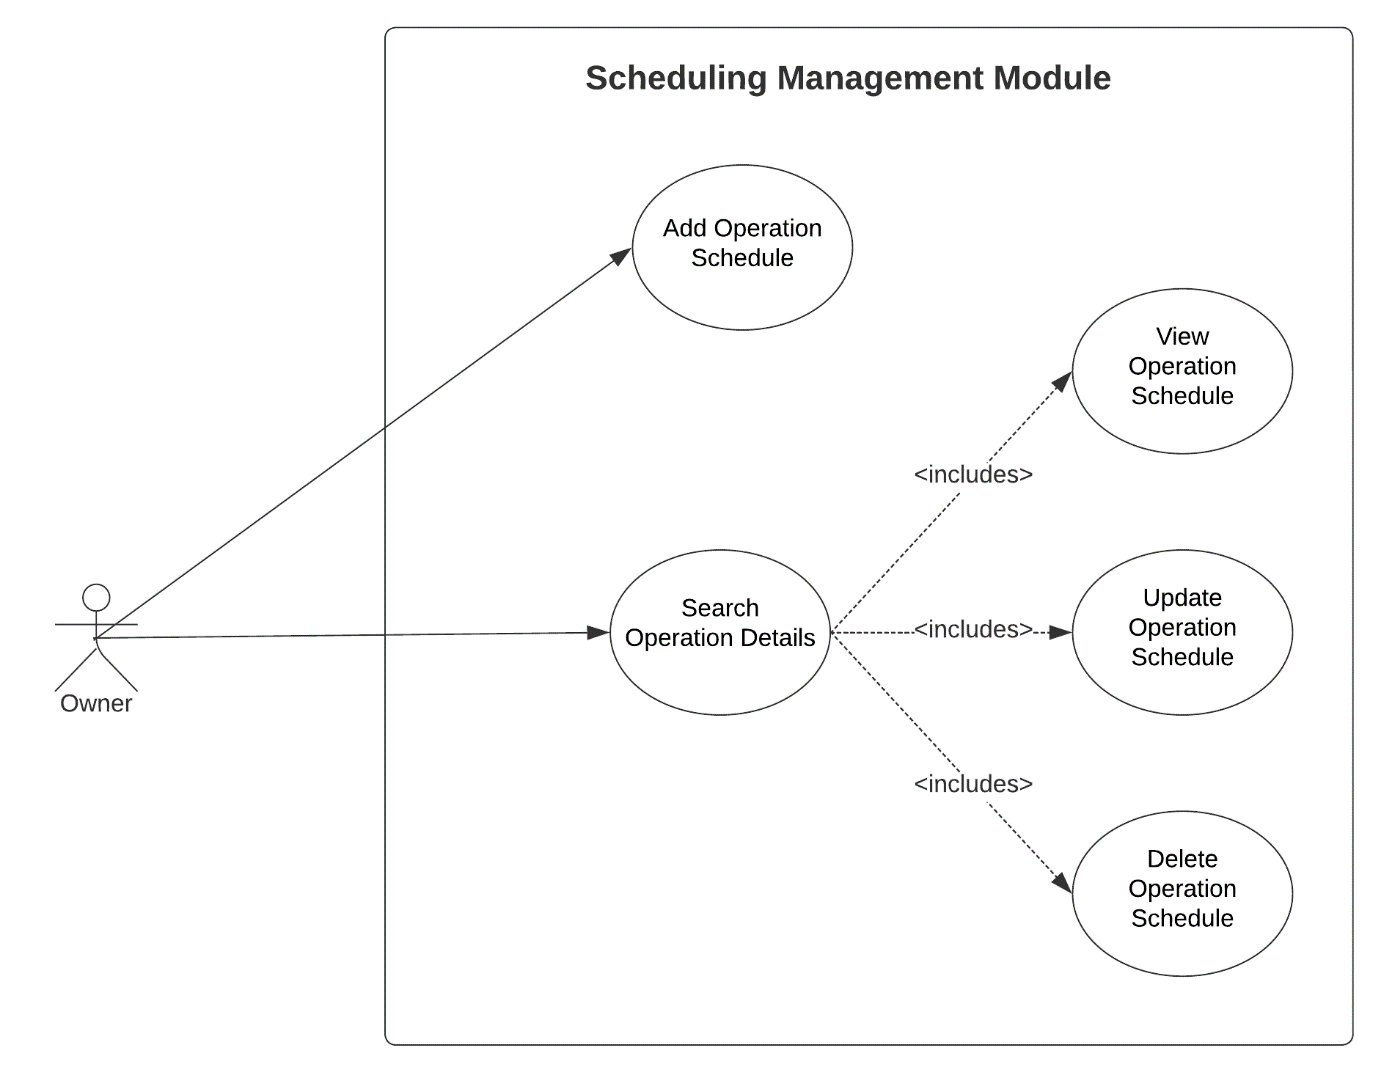 Scheduling Management Module
Add Operation
Schedule
View
Operation
Schedule
<includes>
Search
Operation Details
<includes>
Update
Operation
Schedule
Owner
<includes>
Delete
Operation
Schedule